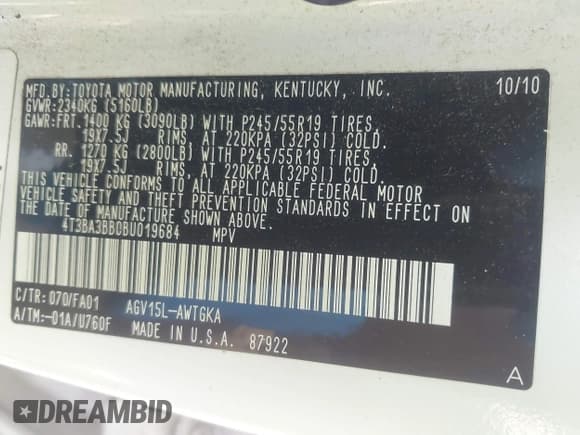 MFD.BY:TOYOTA MOTOR MANUFACTURING, KENTUCKY, INC. 10/10
GVWR:2340KG (5160LB)
GAWR:FRT. 1400 KG (3090LB) WITH P245/55R19 TIRES,
19X7.5J RIMS, AT 220KPA (32PSI) COLD.
RR. 1270 KG (2800LB) WITH P245/55R19 TIRES,
19X7.5J RIMS, AT 220KPA (32PSI) COLD.
THIS VEHICLE CONFORMS TO ALL APPLICABLE FEDERAL MOTOR
VEHICLE SAFETY AND THEFT PREVENTION STANDARDS IN EFFECT ON
THE DATE OF MANUFACTURE SHOWN ABOVE.
4T3BA3BB0BU019684 MPV
C/TR: 070/FA01 AGV15L-AWTGKA
A/TM:-01A/U760F MADE IN U.S.A. 87922
A
DREAMBID